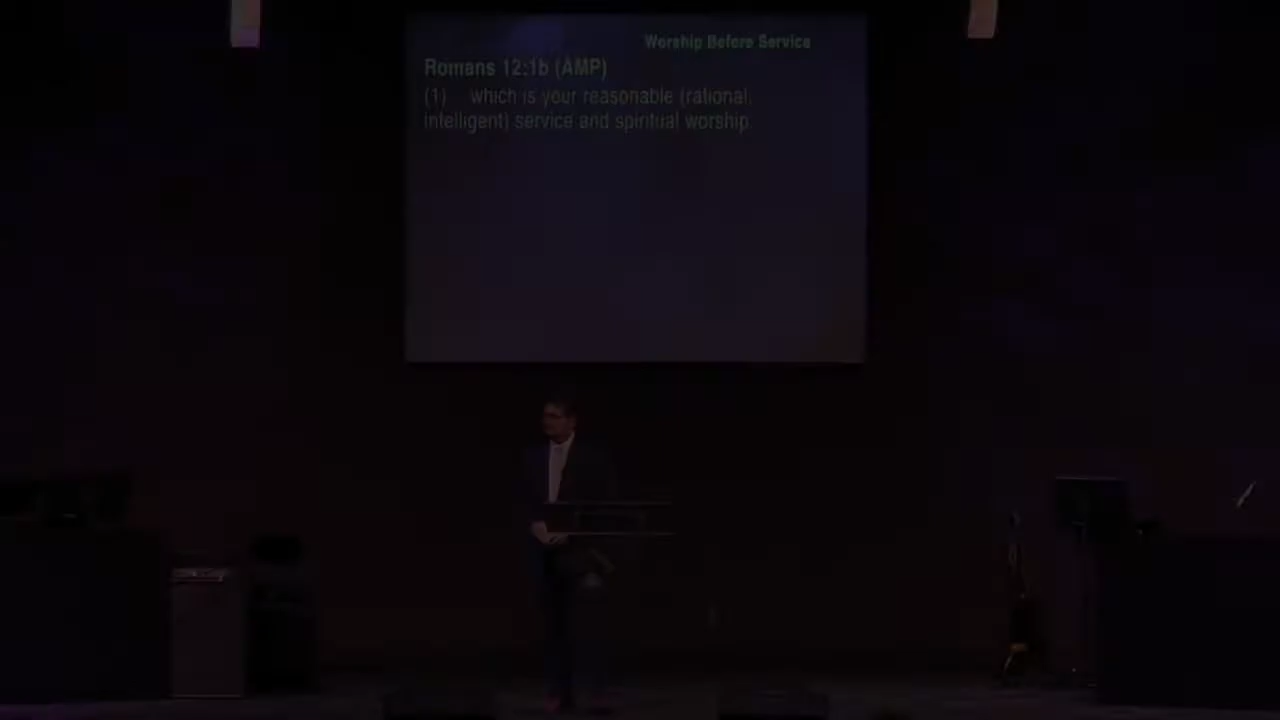 Worship Before Service
Romans 12:1b (AMP)
(1) which is your reasonable (rational,
intelligent) service and spiritual worship.